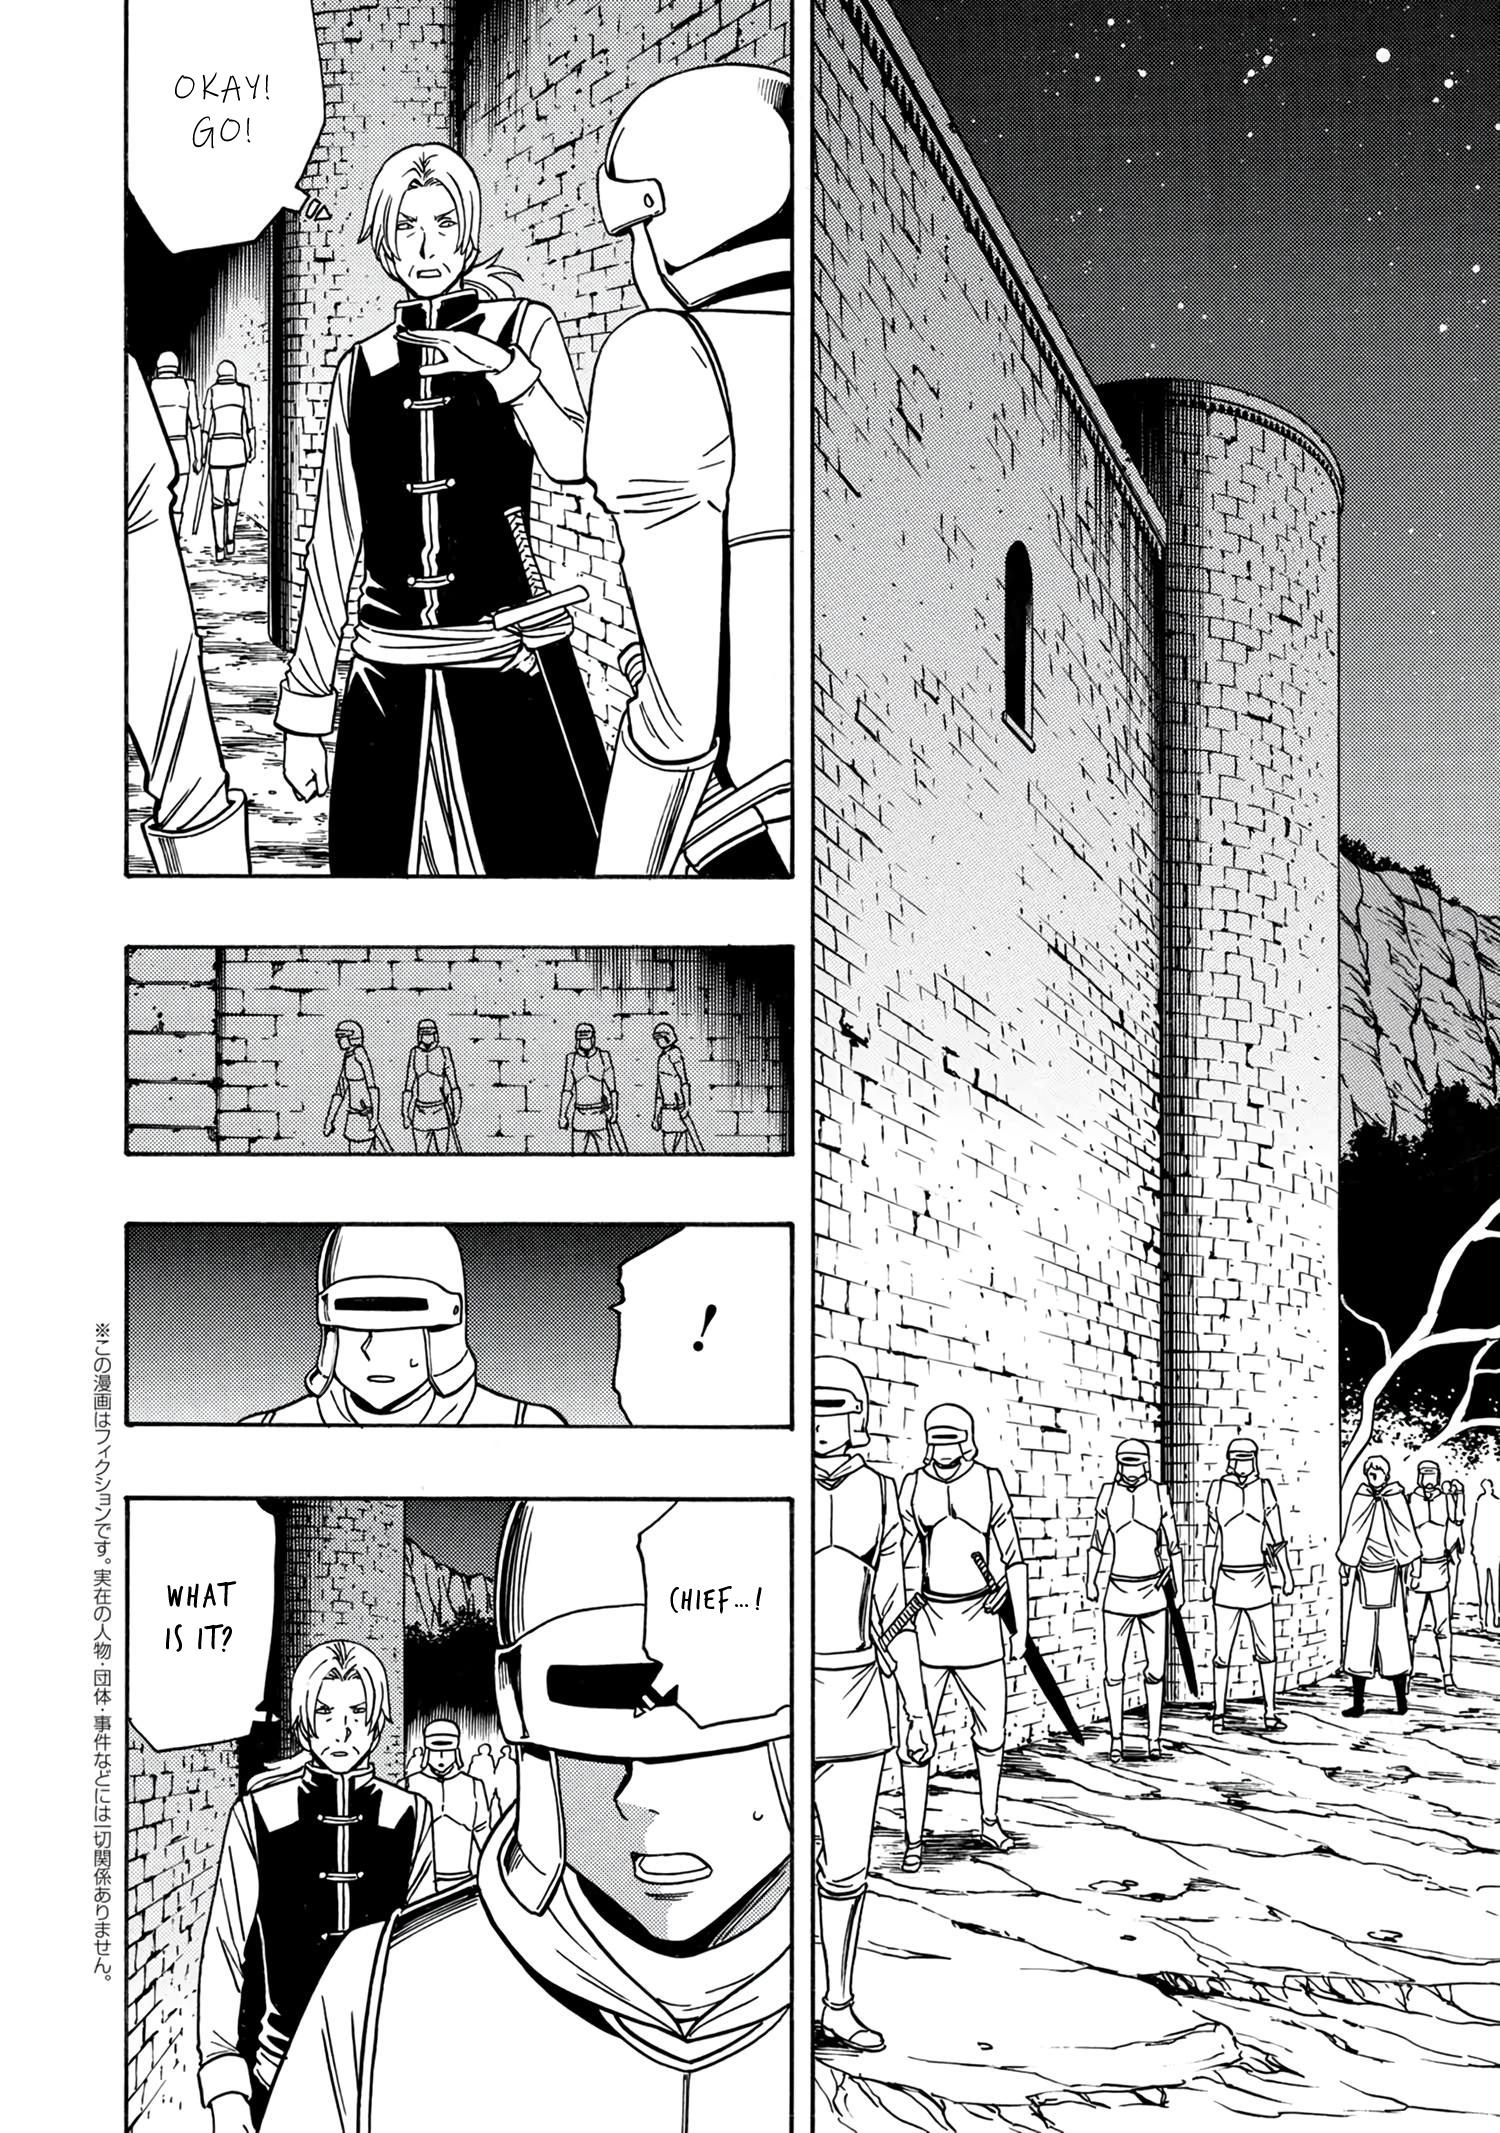 OKAY!
GO!
!
CHIEF...!
WHAT
IS IT?
※この漫画はフィクションです。実在の人物・団体・事件などには一切関係ありません。